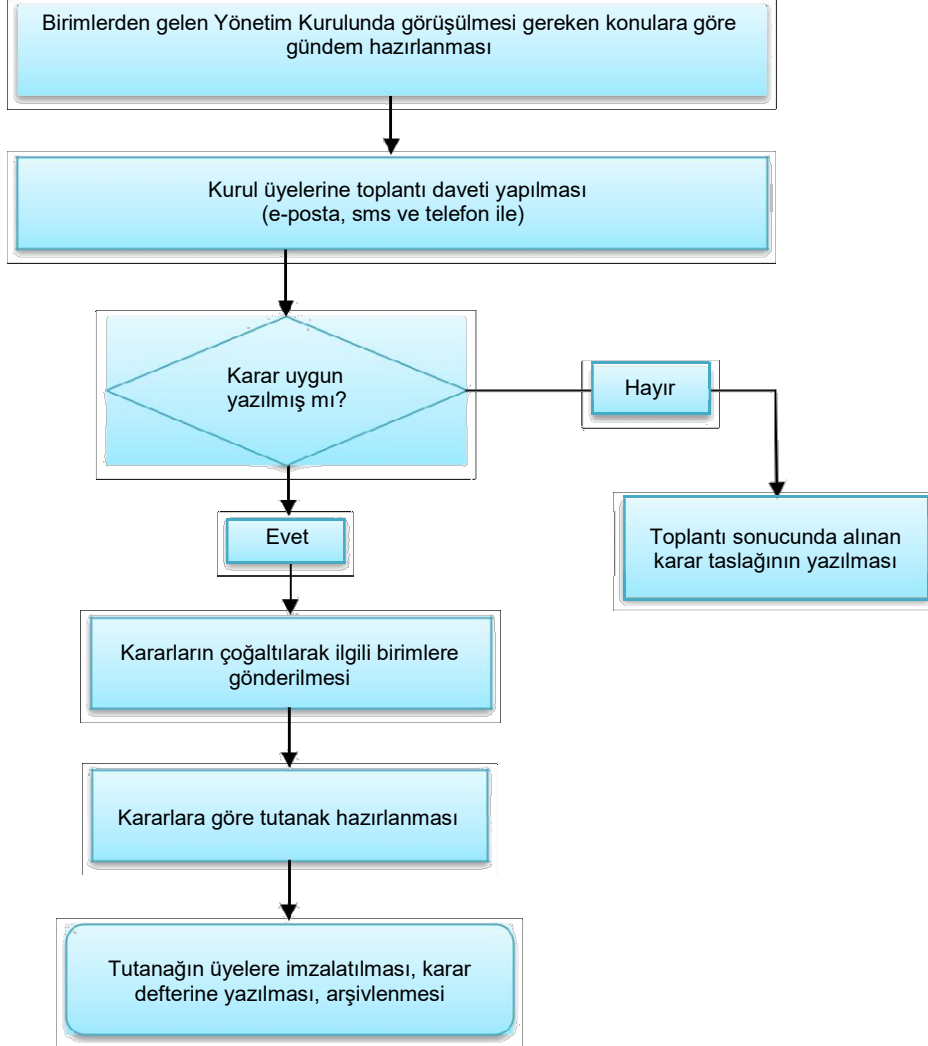 Birimlerden gelen Yönetim Kurulunda görüşülmesi gereken konulara göre
gündem hazırlanması
Kurul üyelerine toplantı daveti yapılması
(e-posta, sms ve telefon ile)
Karar uygun
yazılmış mı?
Hayır
Toplantı sonucunda alınan
karar taslağının yazılması
Evet
Kararların çoğaltılarak ilgili birimlere
gönderilmesi
Kararlara göre tutanak hazırlanması
Tutanağın üyelere imzalatılması, karar
defterine yazılması, arşivlenmesi